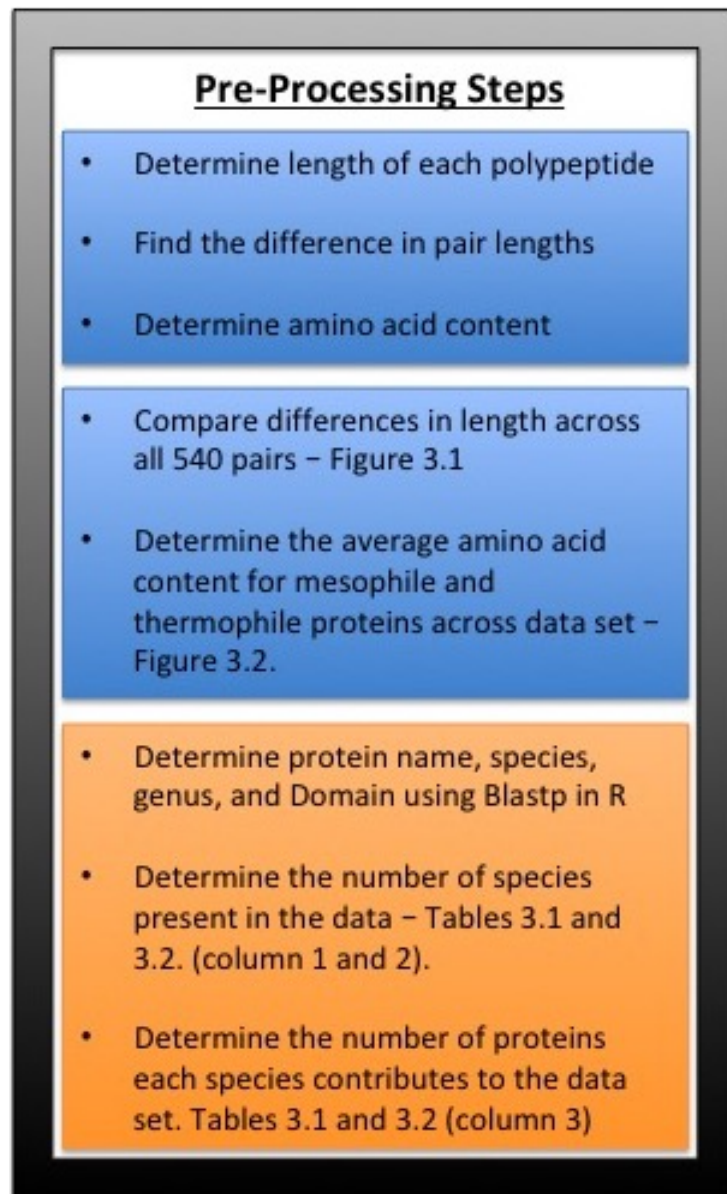 Pre-Processing Steps
• Determine length of each polypeptide
• Find the difference in pair lengths
• Determine amino acid content
• Compare differences in length across
all 540 pairs – Figure 3.1
• Determine the average amino acid
content for mesophile and
thermophile proteins across data set –
Figure 3.2.
• Determine protein name, species,
genus, and Domain using Blastp in R
• Determine the number of species
present in the data – Tables 3.1 and
3.2. (column 1 and 2).
• Determine the number of proteins
each species contributes to the data
set. Tables 3.1 and 3.2 (column 3)